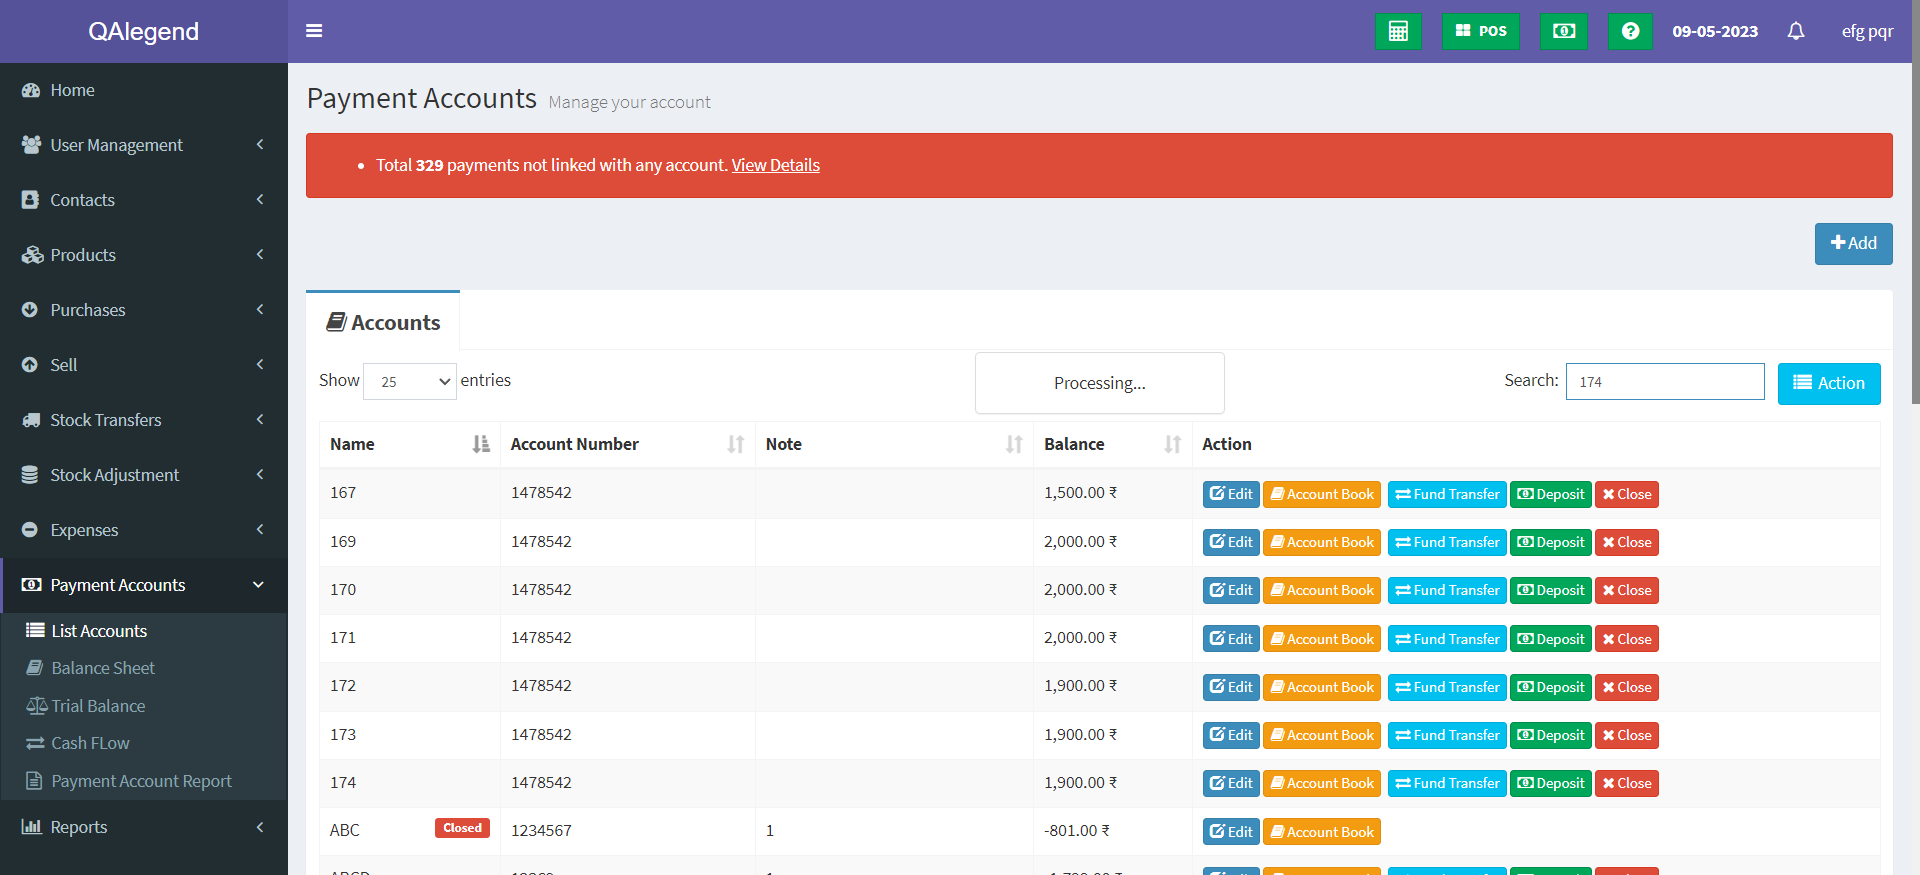 QAlegend
POS
09-05-2023
efg pqr
Home
User Management
Contacts
Products
Purchases
Sell
Stock Transfers
Stock Adjustment
Expenses
Payment Accounts
List Accounts
Balance Sheet
Trial Balance
Cash FLow
Payment Account Report
Reports
Payment Accounts Manage your account
Total 329 payments not linked with any account. View Details
Add
Accounts
Show 25 entries
Processing...
Search: 174
Action
Name Account Number Note Balance Action
167 1478542 1,500.00 ₹ Edit Account Book Fund Transfer Deposit Close
169 1478542 2,000.00 ₹ Edit Account Book Fund Transfer Deposit Close
170 1478542 2,000.00 ₹ Edit Account Book Fund Transfer Deposit Close
171 1478542 2,000.00 ₹ Edit Account Book Fund Transfer Deposit Close
172 1478542 1,900.00 ₹ Edit Account Book Fund Transfer Deposit Close
173 1478542 1,900.00 ₹ Edit Account Book Fund Transfer Deposit Close
174 1478542 1,900.00 ₹ Edit Account Book Fund Transfer Deposit Close
ABC Closed 1234567 1 -801.00 ₹ Edit Account Book